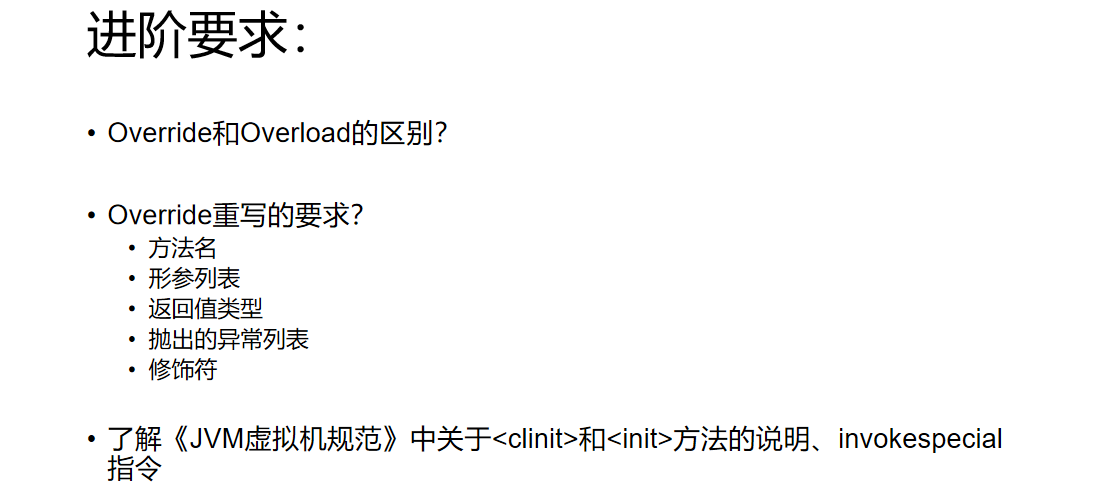 进阶要求：
• Override和Overload的区别？
• Override重写的要求？
• 方法名
• 形参列表
• 返回值类型
• 抛出的异常列表
• 修饰符
• 了解《JVM虚拟机规范》中关于<clinit>和<init>方法的说明、invokespecial
指令